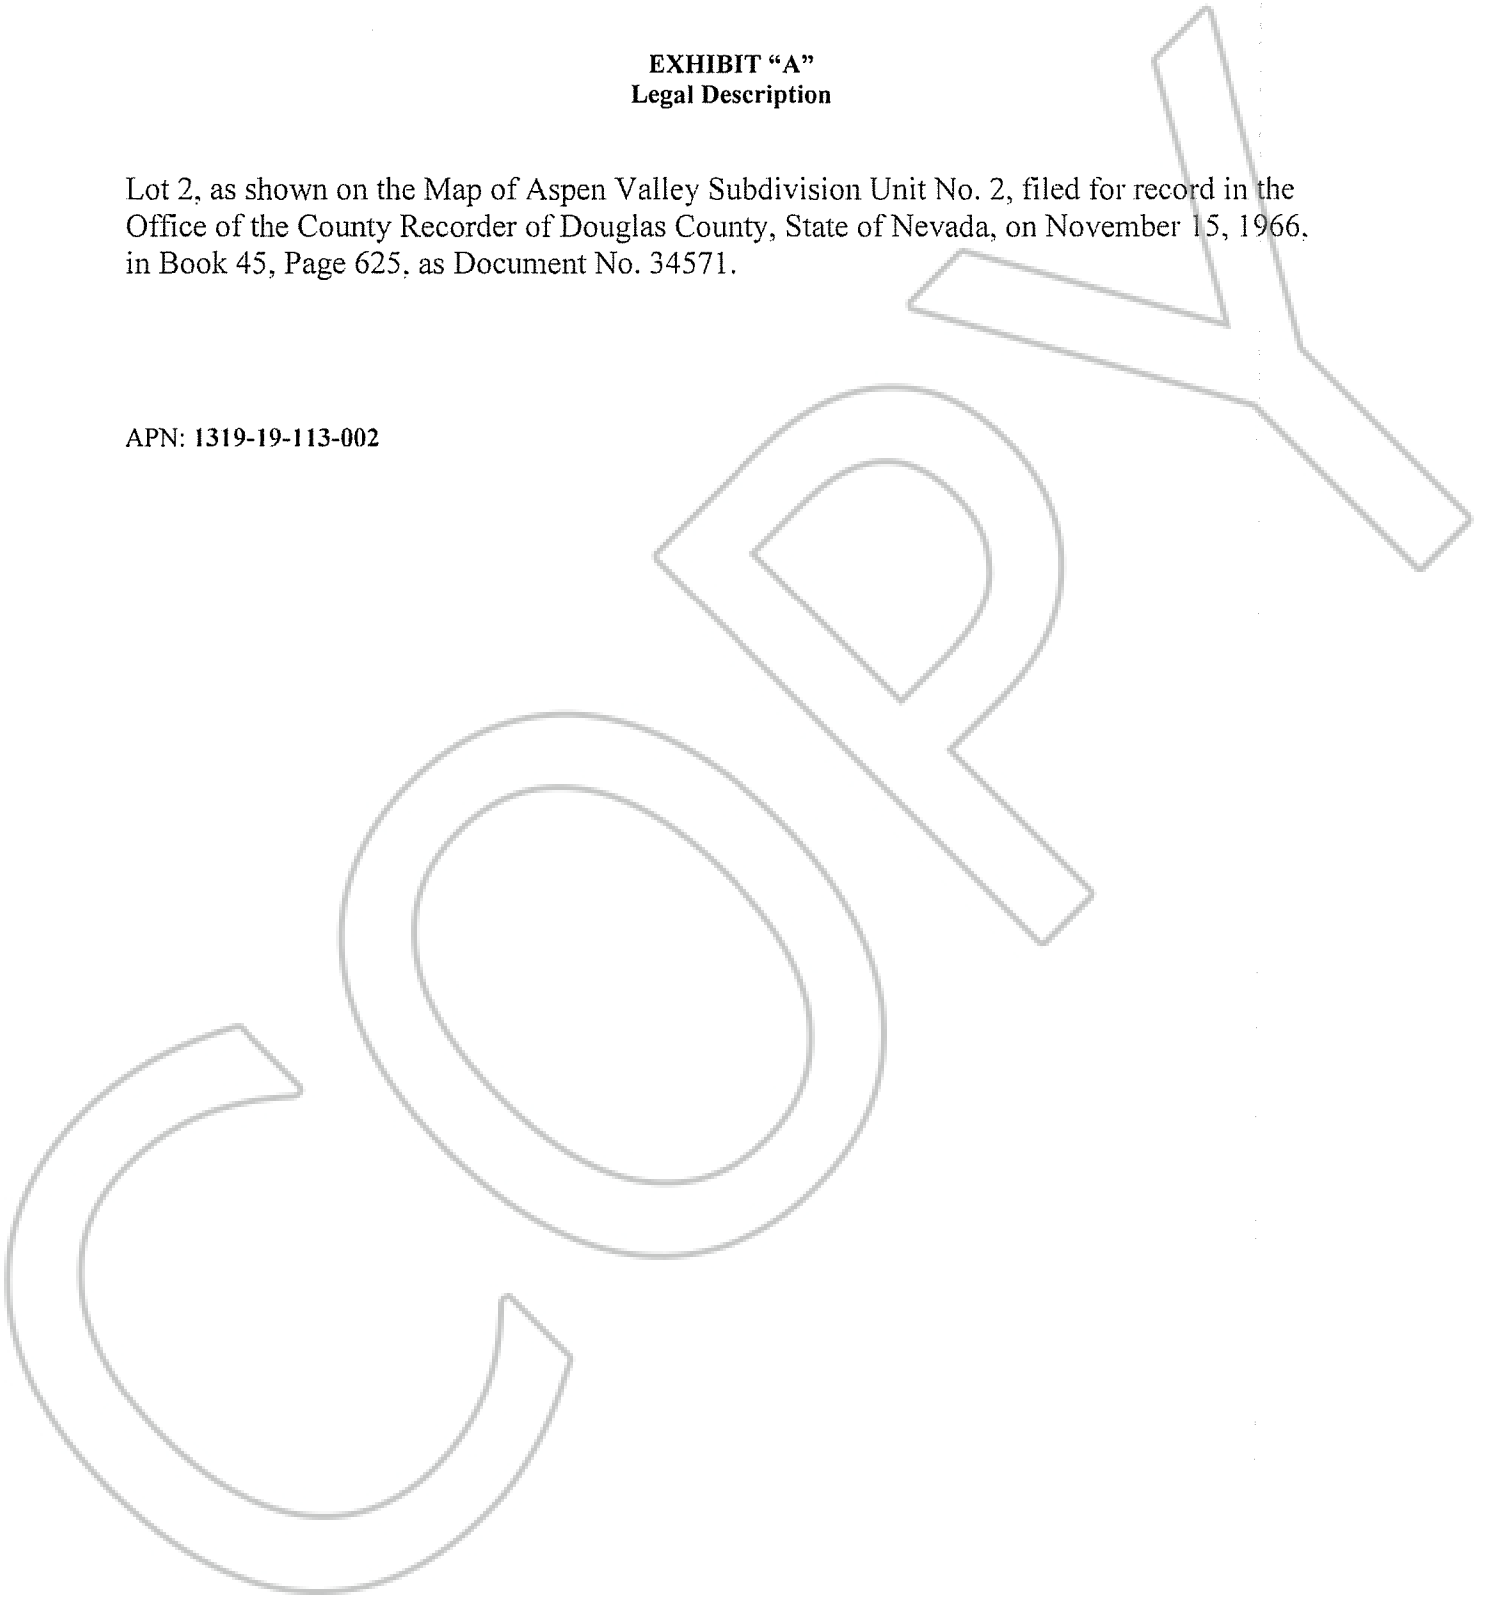 EXHIBIT “A”
Legal Description
Lot 2, as shown on the Map of Aspen Valley Subdivision Unit No. 2, filed for record in the
Office of the County Recorder of Douglas County, State of Nevada, on November 15, 1966,
in Book 45, Page 625, as Document No. 34571.
APN: 1319-19-113-002
COPY